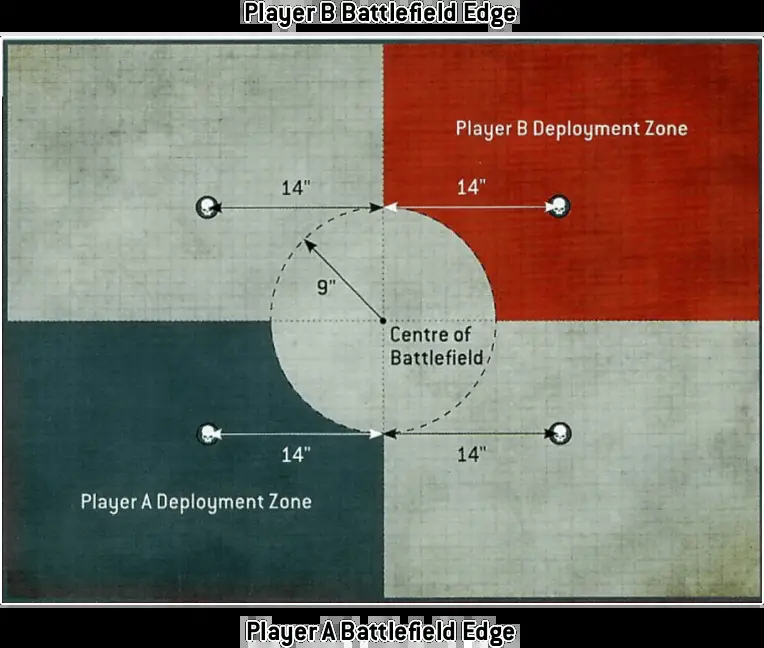 Player B Battlefield Edge
Player B Deployment Zone
14" 14"
9"
Centre of
Battlefield
14" 14"
Player A Deployment Zone
Player A Battlefield Edge